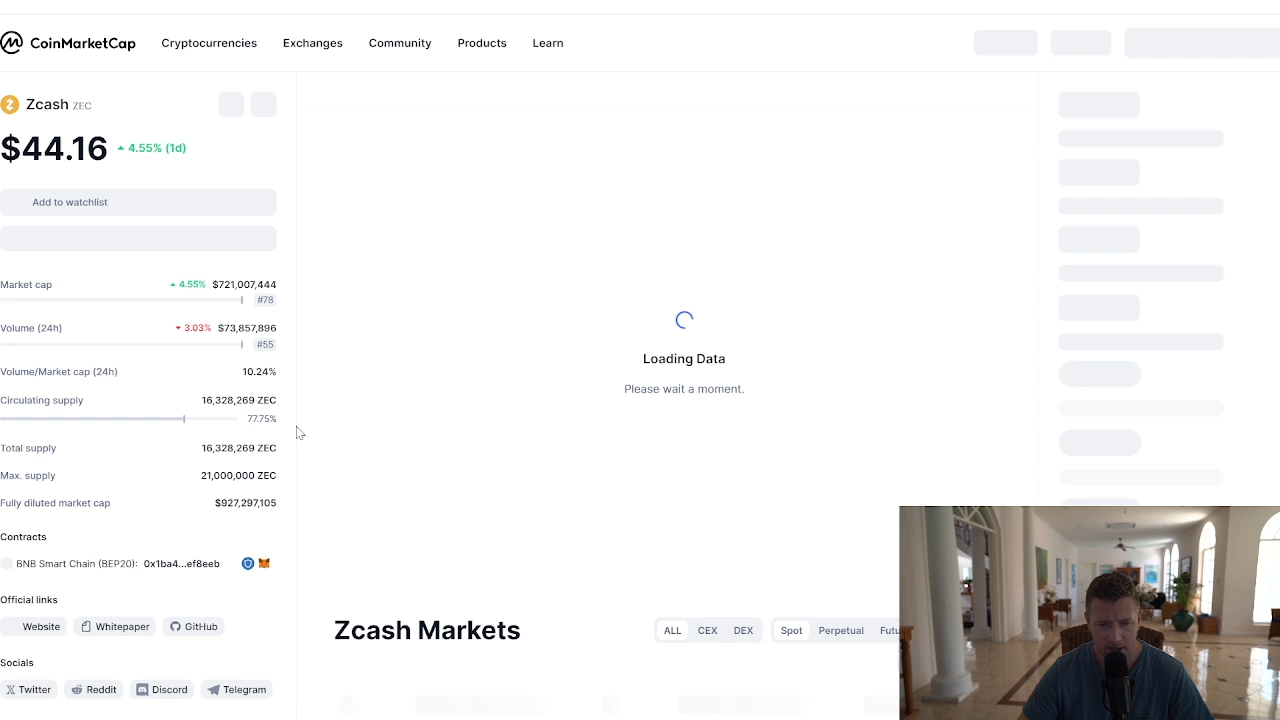 CoinMarketCap Cryptocurrencies Exchanges Community Products Learn
Zcash ZEC
$44.16 4.55% (1d)
Add to watchlist
Market cap 4.55% $721,007,444
#78
Volume (24h) 3.03% $73,857,896
#55
Volume/Market cap (24h) 10.24%
Circulating supply 16,328,269 ZEC
77.75%
Total supply 16,328,269 ZEC
Max. supply 21,000,000 ZEC
Fully diluted market cap $927,297,105
Contracts
BNB Smart Chain (BEP20): 0x1ba4...ef8eeb
Official links
Website Whitepaper GitHub
Socials
Twitter Reddit Discord Telegram
Loading Data
Please wait a moment.
Zcash Markets ALL CEX DEX Spot Perpetual Futu